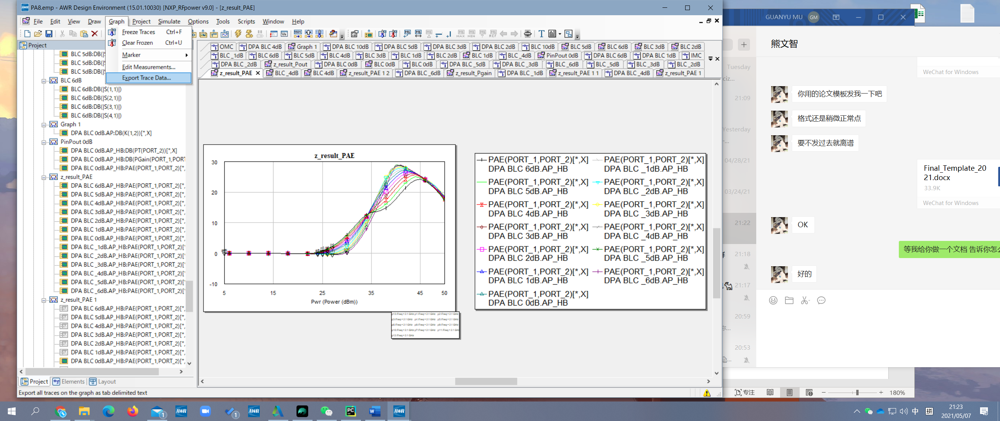 PA8.emp - AWR Design Environment (15.01.10030) [NXP_RFpower v9.0] - [z_result_PAE]
File Edit View Draw Graph Project Simulate Options Tools Scripts Window Help
Freeze Traces Ctrl+F
Clear Frozen Ctrl+U
Marker
Edit Measurements...
Export Trace Data...
Project
BLC 5dB:DB(|S
BLC 5dB:DB(|S
BLC 5dB:DB(|S
BLC 6dB
BLC 6dB:DB(|S(1,1)|)
BLC 6dB:DB(|S(2,1)|)
BLC 6dB:DB(|S(3,1)|)
BLC 6dB:DB(|S(4,1)|)
Graph 1
DPA BLC 0dB.AP:DB(K(1,2))[*,X]
PinPout 0dB
DPA BLC 0dB.AP_HB:DB(PT(PORT_2))[*,X]
DPA BLC 0dB.AP_HB:DB(PGain(PORT_1,PORT
DPA BLC 0dB.AP_HB:PAE(PORT_1,PORT_2)[*,
z_result_PAE
DPA BLC 6dB.AP_HB:PAE(PORT_1,PORT_2)[*,
DPA BLC 5dB.AP_HB:PAE(PORT_1,PORT_2)[*,
DPA BLC 4dB.AP_HB:PAE(PORT_1,PORT_2)[*,
DPA BLC 3dB.AP_HB:PAE(PORT_1,PORT_2)[*,
DPA BLC 2dB.AP_HB:PAE(PORT_1,PORT_2)[*,
DPA BLC 1dB.AP_HB:PAE(PORT_1,PORT_2)[*,
DPA BLC 0dB.AP_HB:PAE(PORT_1,PORT_2)[*,
DPA BLC _1dB.AP_HB:PAE(PORT_1,PORT_2)[*
DPA BLC _2dB.AP_HB:PAE(PORT_1,PORT_2)[*
DPA BLC _3dB.AP_HB:PAE(PORT_1,PORT_2)[*
DPA BLC _4dB.AP_HB:PAE(PORT_1,PORT_2)[*
DPA BLC _5dB.AP_HB:PAE(PORT_1,PORT_2)[*
DPA BLC _6dB.AP_HB:PAE(PORT_1,PORT_2)[*
z_result_PAE 1
DPA BLC 6dB.AP_HB:PAE(PORT_1,PORT_2)[*,
DPA BLC 5dB.AP_HB:PAE(PORT_1,PORT_2)[*,
DPA BLC 4dB.AP_HB:PAE(PORT_1,PORT_2)[*,
DPA BLC 3dB.AP_HB:PAE(PORT_1,PORT_2)[*,
DPA BLC 2dB.AP_HB:PAE(PORT_1,PORT_2)[*,
DPA BLC 1dB.AP_HB:PAE(PORT_1,PORT_2)[*,
DPA BLC 0dB.AP_HB:PAE(PORT_1,PORT_2)[*,
Project Elements Layout
Export all traces on the graph as tab delimited text
OMC DPA BLC 4dB Graph 1 DPA BLC 10dB DPA BLC 5dB DPA BLC 3dB DPA BLC 2dB BLC 10dB BLC 5dB BLC 6dB BLC 3dB BLC 2dB
BLC _1dB BLC 6dB BLC 5dB BLC 4dB BLC 3dB BLC 1dB BLC 2dB BLC 1dB BLC _4dB PinPout 0dB DPA BLC 6dB DPA BLC 1dB IMC
DPA BLC _2dB z_result_Pout DPA BLC 0dB BLC 0dB BLC 0dB DPA BLC _5dB DPA BLC _3dB BLC _6dB BLC _5dB BLC _3dB BLC _2dB
z_result_PAE BLC _4dB BLC 4dB z_result_PAE 1 2 DPA BLC _6dB z_result_Pgain DPA BLC _1dB z_result_PAE 1 1 DPA BLC _4dB z_result_PAE 1
z_result_PAE
30
20
10
0
-10
5 15 25 35 45 50
Pwr (Power (dBm))
PAE(PORT_1,PORT_2)[*,X] PAE(PORT_1,PORT_2)[*,X]
DPA BLC 6dB.AP_HB DPA BLC _1dB.AP_HB
PAE(PORT_1,PORT_2)[*,X] PAE(PORT_1,PORT_2)[*,X]
DPA BLC 5dB.AP_HB DPA BLC _2dB.AP_HB
PAE(PORT_1,PORT_2)[*,X] PAE(PORT_1,PORT_2)[*,X]
DPA BLC 4dB.AP_HB DPA BLC _3dB.AP_HB
PAE(PORT_1,PORT_2)[*,X] PAE(PORT_1,PORT_2)[*,X]
DPA BLC 3dB.AP_HB DPA BLC _4dB.AP_HB
PAE(PORT_1,PORT_2)[*,X] PAE(PORT_1,PORT_2)[*,X]
DPA BLC 2dB.AP_HB DPA BLC _5dB.AP_HB
PAE(PORT_1,PORT_2)[*,X] PAE(PORT_1,PORT_2)[*,X]
DPA BLC 1dB.AP_HB DPA BLC _6dB.AP_HB
PAE(PORT_1,PORT_2)[*,X]
DPA BLC 0dB.AP_HB
GUANYU MU GM
熊文智
Tuesday
ciz...
21:09
Yesterday
04/28/21
03/24/21
21:22
21:18
21:17
20:59
20:53
WeChat for Windows
你用的论文模板发我一下吧
格式还是稍微正常点
要不发过去就离谱
Final_Template_20
21.docx
33.9K
WeChat for Windows
OK
等我给你做一个文档 告诉你怎
好的
专注
180%
中 拼
21:23
2021/05/07